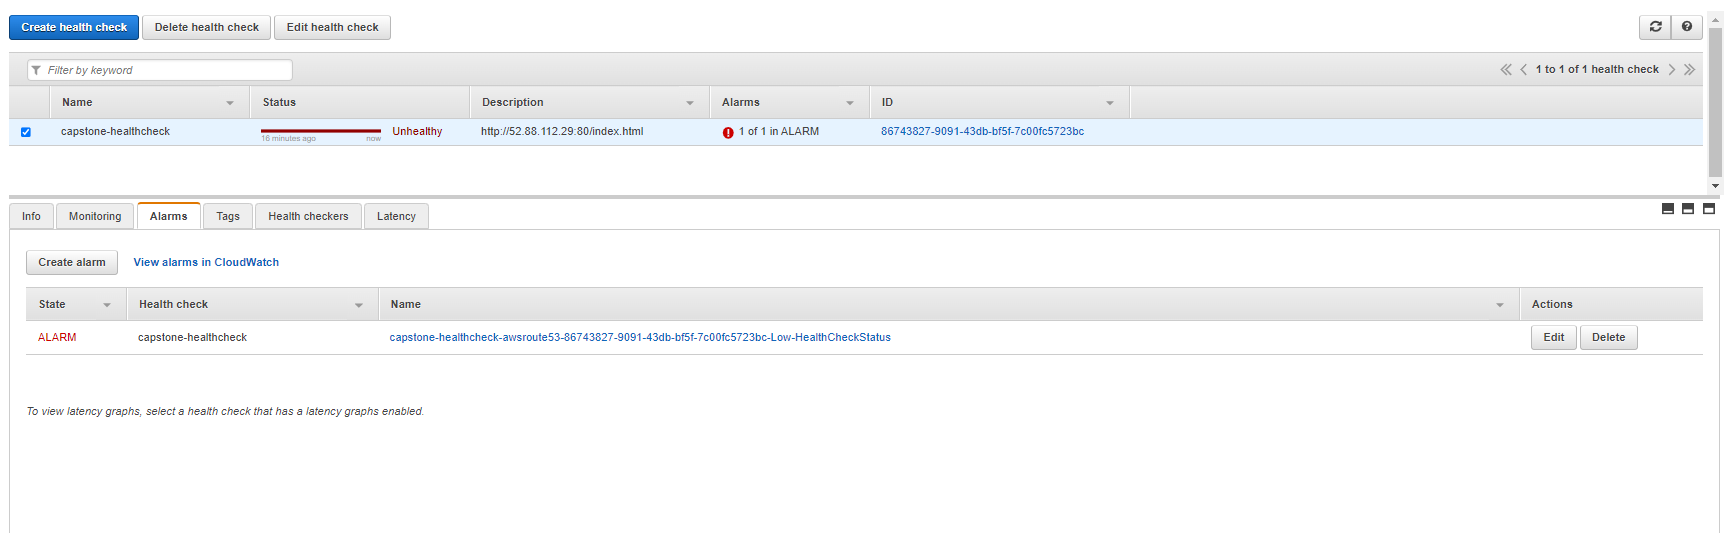 Create health check Delete health check Edit health check
Filter by keyword 1 to 1 of 1 health check
Name Status Description Alarms ID
capstone-healthcheck Unhealthy http://52.88.112.29:80/index.html 1 of 1 in ALARM 86743827-9091-43db-bf5f-7c00fc5723bc
16 minutes ago now
Info Monitoring Alarms Tags Health checkers Latency
Create alarm View alarms in CloudWatch
State Health check Name Actions
ALARM capstone-healthcheck capstone-healthcheck-awsroute53-86743827-9091-43db-bf5f-7c00fc5723bc-Low-HealthCheckStatus Edit Delete
To view latency graphs, select a health check that has a latency graphs enabled.